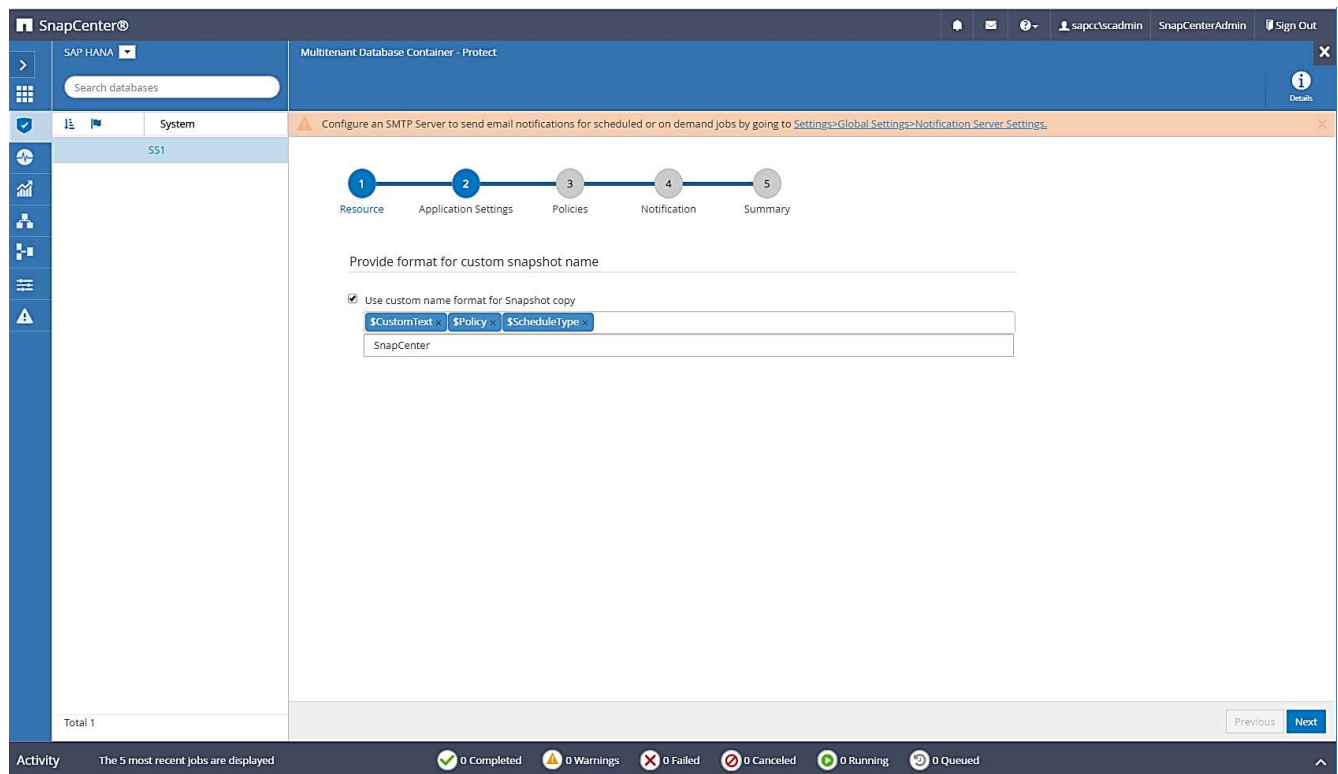 SnapCenter®
sapcc\scadmin SnapCenterAdmin Sign Out
SAP HANA
Search databases
System
SS1
Total 1
Multitenant Database Container - Protect
Details
Configure an SMTP Server to send email notifications for scheduled or on demand jobs by going to Settings>Global Settings>Notification Server Settings.
1 2 3 4 5
Resource Application Settings Policies Notification Summary
Provide format for custom snapshot name
Use custom name format for Snapshot copy
$CustomText × $Policy × $ScheduleType ×
SnapCenter
Previous Next
Activity The 5 most recent jobs are displayed 0 Completed 0 Warnings 0 Failed 0 Canceled 0 Running 0 Queued